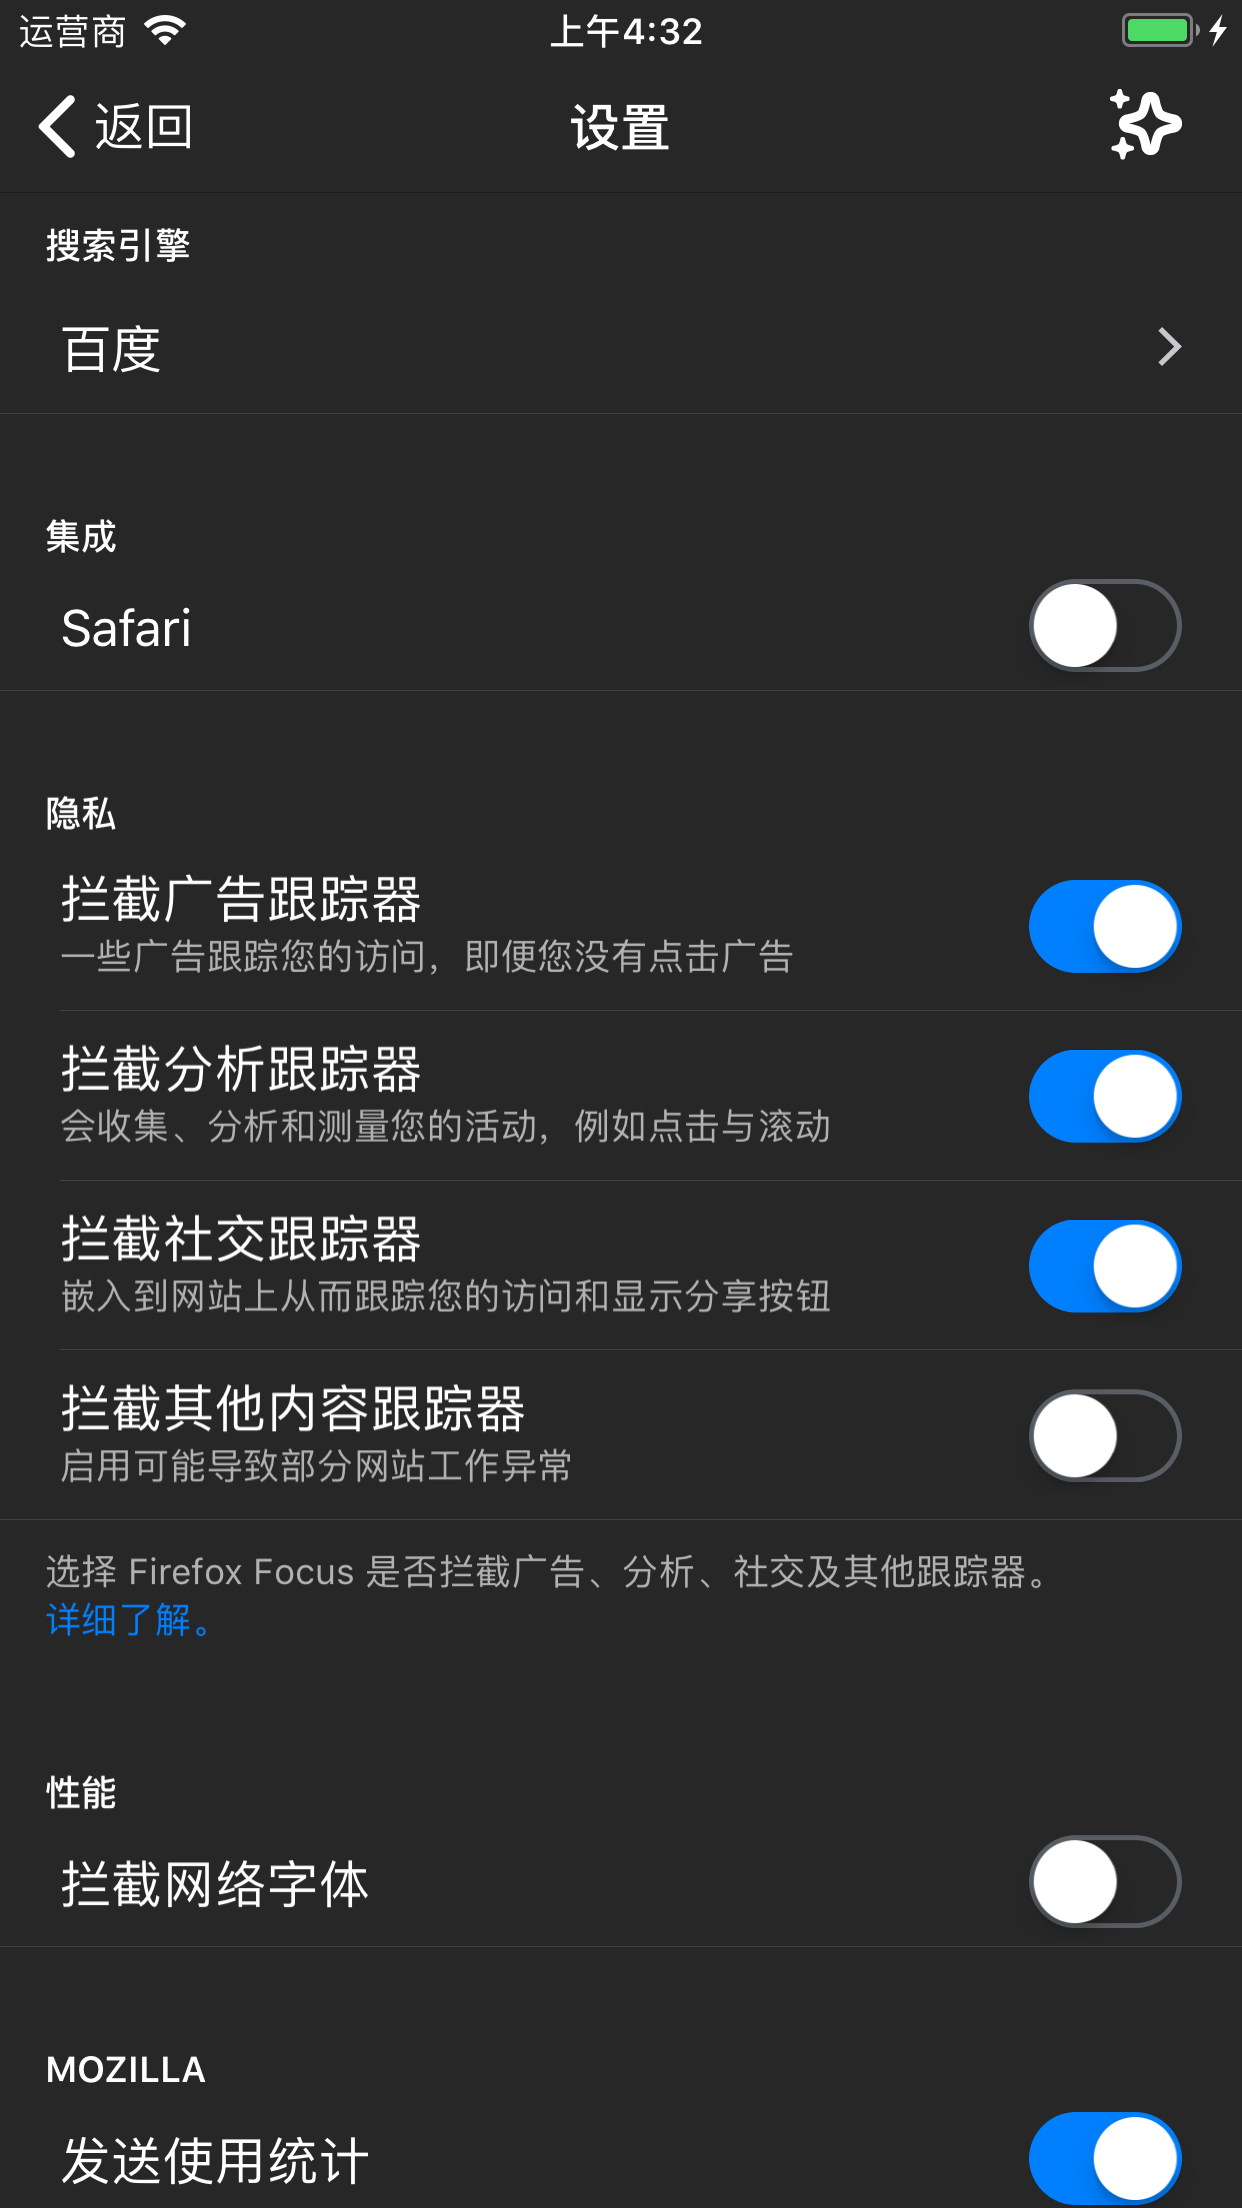 运营商
上午4:32
返回
设置
搜索引擎
百度
集成
Safari
隐私
拦截广告跟踪器
一些广告跟踪您的访问，即便您没有点击广告
拦截分析跟踪器
会收集、分析和测量您的活动，例如点击与滚动
拦截社交跟踪器
嵌入到网站上从而跟踪您的访问和显示分享按钮
拦截其他内容跟踪器
启用可能导致部分网站工作异常
选择 Firefox Focus 是否拦截广告、分析、社交及其他跟踪器。
详细了解。
性能
拦截网络字体
MOZILLA
发送使用统计